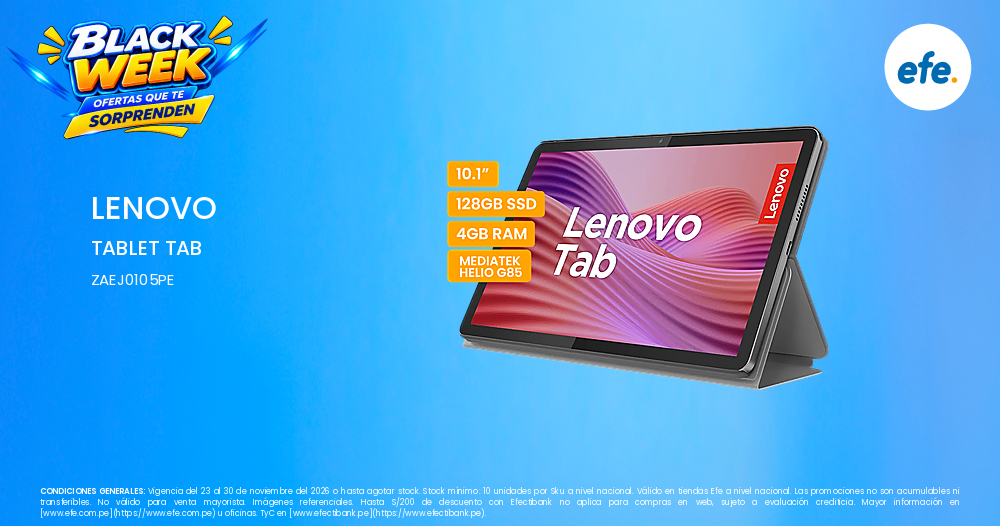 BLACK
WEEK
OFERTAS QUE TE
SORPRENDEN
efe.
LENOVO
TABLET TAB
ZAEJ0105PE
10.1”
128GB SSD
4GB RAM
MEDIATEK
HELIO G85
Lenovo
Tab
Lenovo
CONDICIONES GENERALES: Vigencia del 23 al 30 de noviembre del 2026 o hasta agotar stock. Stock minimo: 10 unidades por Sku a nivel nacional. Válido en tiendas Efe a nivel nacional. Las promociones no son acumulables ni
transferibles. No válido para venta mayorista. Imágenes referenciales. Hasta S/200 de descuento con Efectibank no aplica para compras en web, sujeto a evaluación crediticia. Mayor información en
[www.efe.com.pe](https://www.efe.com.pe) u oficinas. TyC en [www.efectibank.pe](https://www.efectibank.pe).